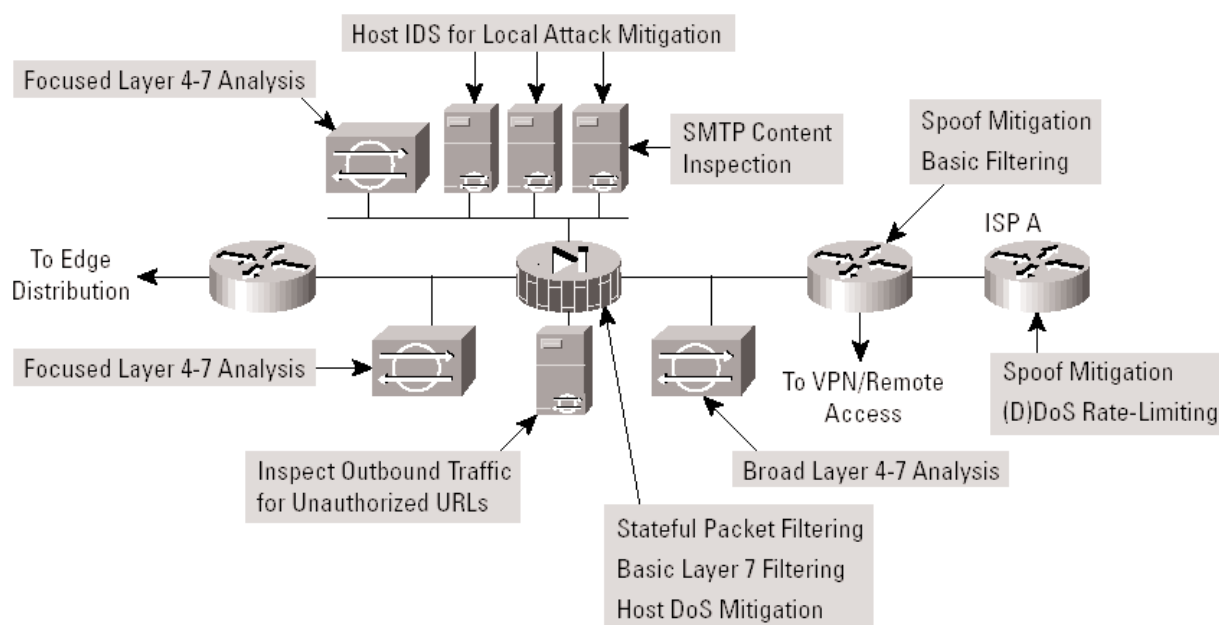 Host IDS for Local Attack Mitigation
Focused Layer 4-7 Analysis
SMTP Content
Inspection
Spoof Mitigation
Basic Filtering
ISP A
To Edge
Distribution
Focused Layer 4-7 Analysis
To VPN/Remote
Access
Spoof Mitigation
(D)DoS Rate-Limiting
Inspect Outbound Traffic
for Unauthorized URLs
Broad Layer 4-7 Analysis
Stateful Packet Filtering
Basic Layer 7 Filtering
Host DoS Mitigation